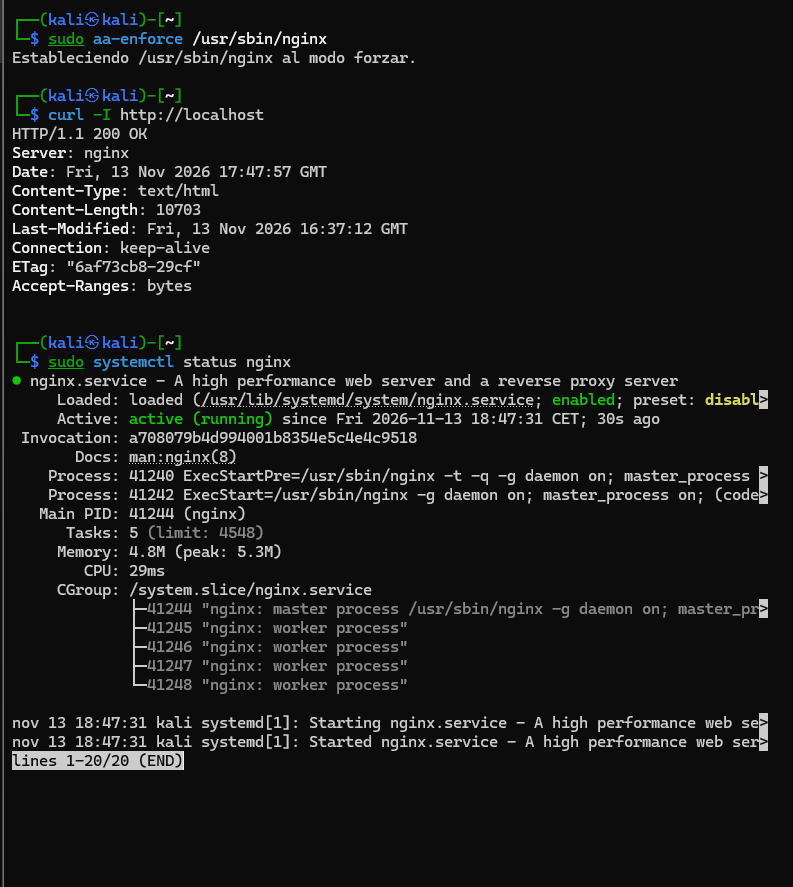 ┌──(kali㉿kali)-[~]
└─$ sudo aa-enforce /usr/sbin/nginx
Estableciendo /usr/sbin/nginx al modo forzar.
┌──(kali㉿kali)-[~]
└─$ curl -I http://localhost
HTTP/1.1 200 OK
Server: nginx
Date: Fri, 13 Nov 2026 17:47:57 GMT
Content-Type: text/html
Content-Length: 10703
Last-Modified: Fri, 13 Nov 2026 16:37:12 GMT
Connection: keep-alive
ETag: "6af73cb8-29cf"
Accept-Ranges: bytes
┌──(kali㉿kali)-[~]
└─$ sudo systemctl status nginx
● nginx.service - A high performance web server and a reverse proxy server
Loaded: loaded (/usr/lib/systemd/system/nginx.service; enabled; preset: disabl>
Active: active (running) since Fri 2026-11-13 18:47:31 CET; 30s ago
Invocation: a708079b4d994001b8354e5c4e4c9518
Docs: man:nginx(8)
Process: 41240 ExecStartPre=/usr/sbin/nginx -t -q -g daemon on; master_process >
Process: 41242 ExecStart=/usr/sbin/nginx -g daemon on; master_process on; (code>
Main PID: 41244 (nginx)
Tasks: 5 (limit: 4548)
Memory: 4.8M (peak: 5.3M)
CPU: 29ms
CGroup: /system.slice/nginx.service
├─41244 "nginx: master process /usr/sbin/nginx -g daemon on; master_pr>
├─41245 "nginx: worker process"
├─41246 "nginx: worker process"
├─41247 "nginx: worker process"
└─41248 "nginx: worker process"
nov 13 18:47:31 kali systemd[1]: Starting nginx.service - A high performance web se>
nov 13 18:47:31 kali systemd[1]: Started nginx.service - A high performance web ser>
lines 1-20/20 (END)